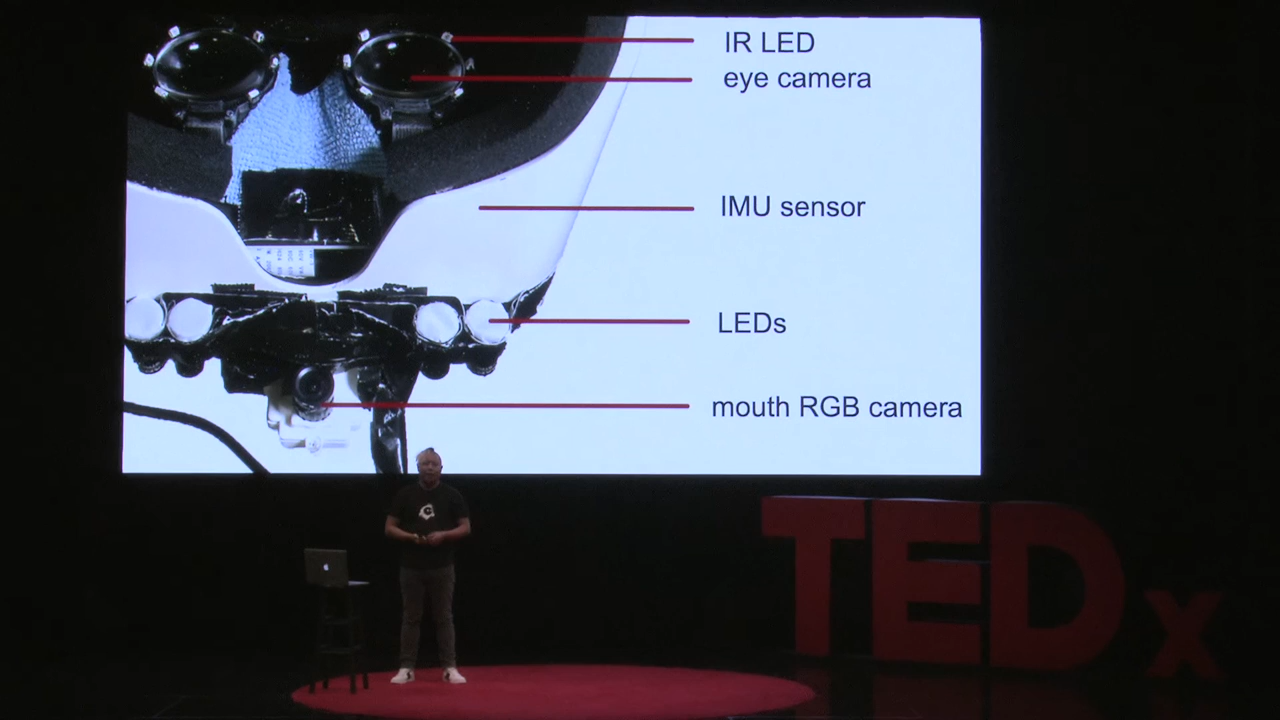 IR LED
eye camera
IMU sensor
LEDs
mouth RGB camera
TEDx